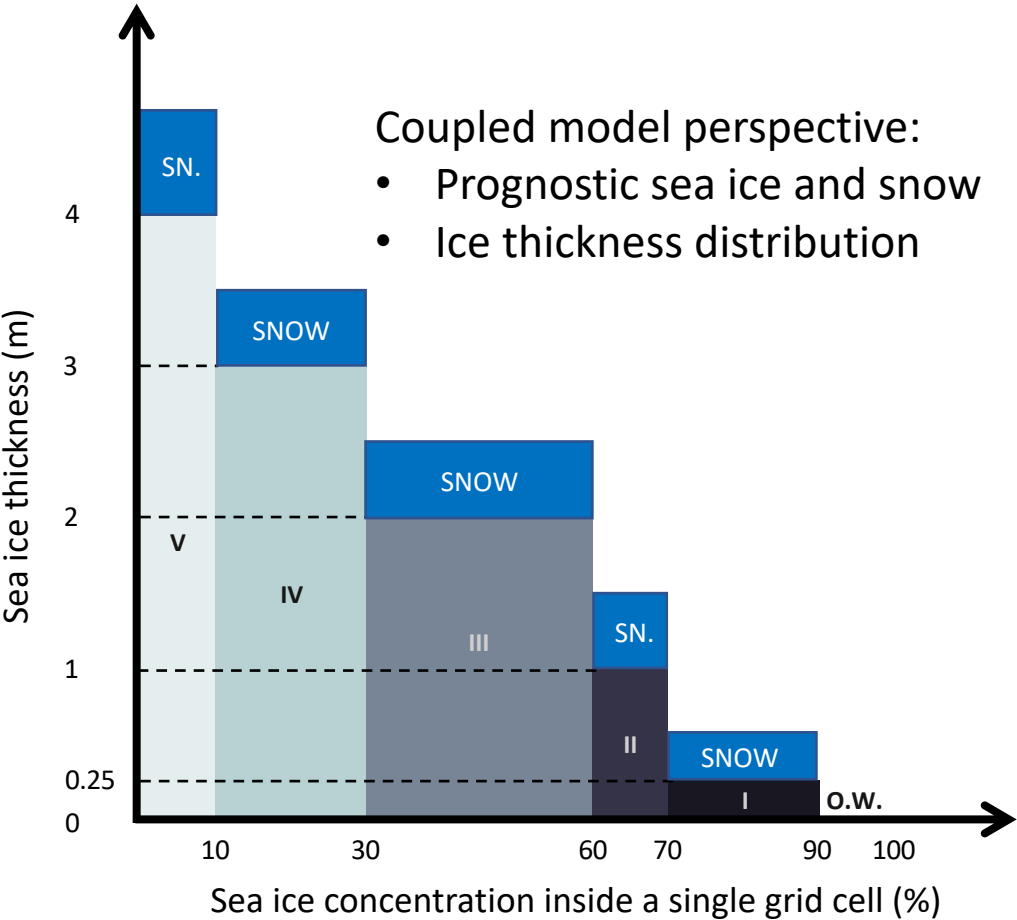 Coupled model perspective:
• Prognostic sea ice and snow
• Ice thickness distribution
Sea ice thickness (m)
4
3
2
1
0.25
0
SN.
SNOW
SNOW
SN.
SNOW
V
IV
III
II
I
O.W.
10 30 60 70 90 100
Sea ice concentration inside a single grid cell (%)